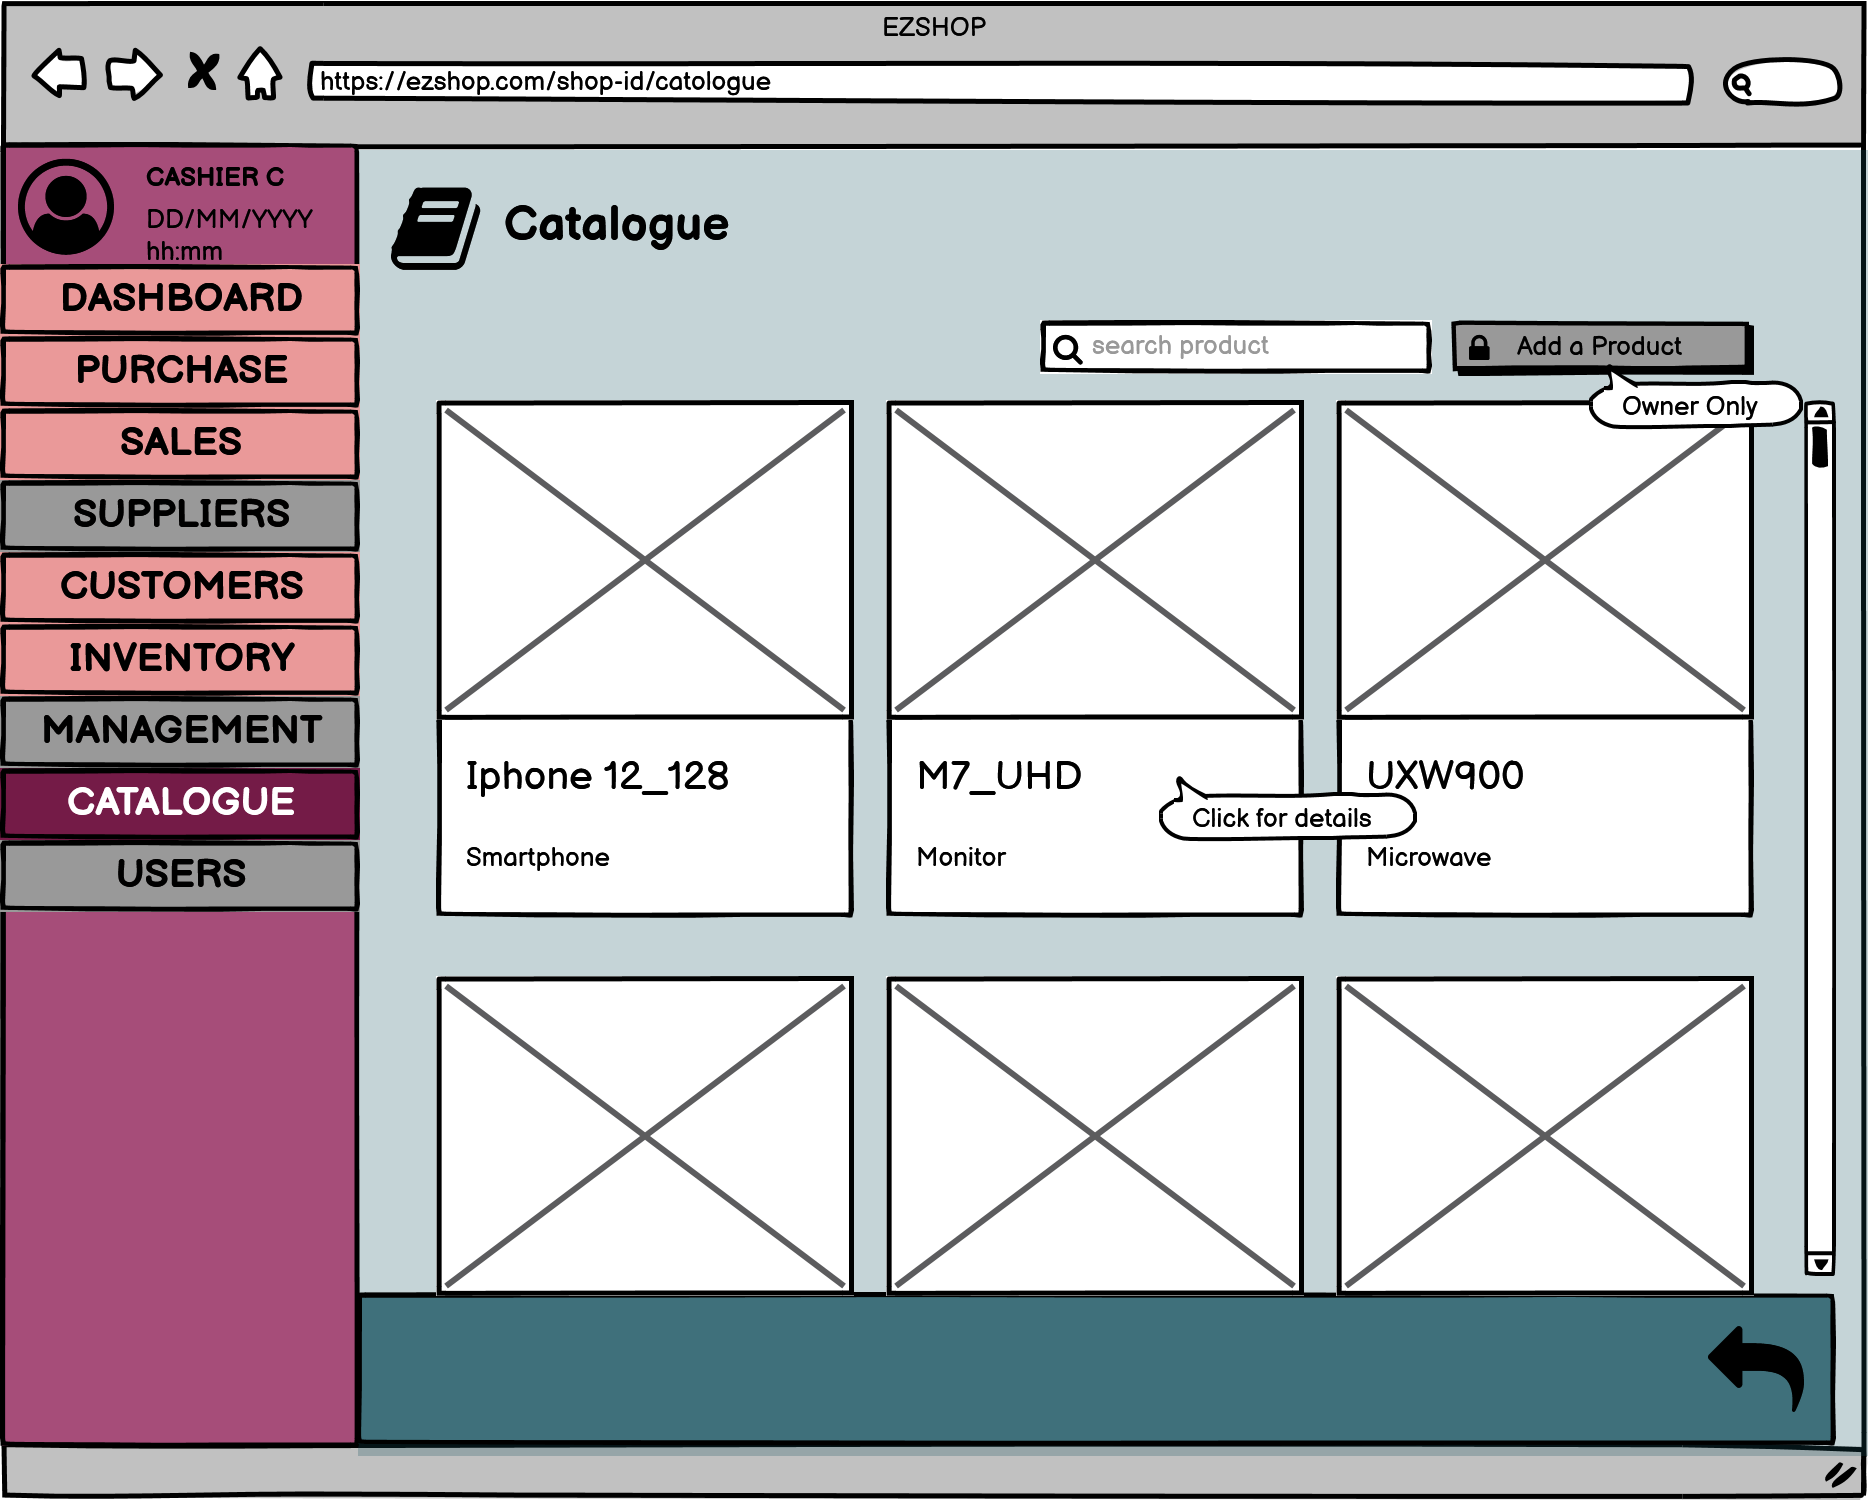 EZSHOP
https://ezshop.com/shop-id/catologue
CASHIER C
DD/MM/YYYY
hh:mm
DASHBOARD
PURCHASE
SALES
SUPPLIERS
CUSTOMERS
INVENTORY
MANAGEMENT
CATALOGUE
USERS
Catalogue
search product
Add a Product
Owner Only
Iphone 12_128
Smartphone
M7_UHD
Click for details
Monitor
UXW900
Microwave